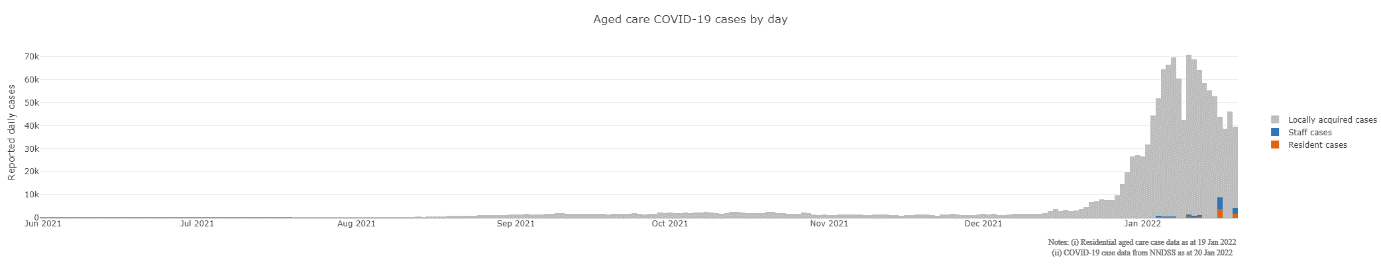 Aged care COVID-19 cases by day
Reported daily cases
70k
60k
50k
40k
30k
20k
10k
0
Jun 2021 Jul 2021 Aug 2021 Sep 2021 Oct 2021 Nov 2021 Dec 2021 Jan 2022
Locally acquired cases
Staff cases
Resident cases
Notes: (i) Residential aged care case data as at 19 Jan 2022
(ii) COVID-19 case data from NNDSS as at 20 Jan 2022